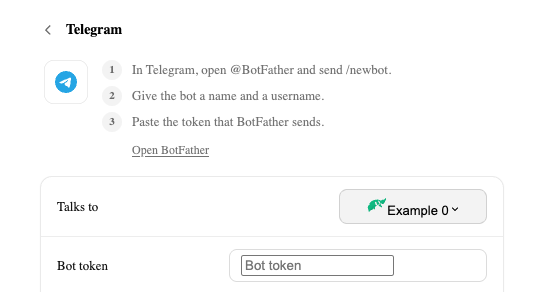 Telegram
1 In Telegram, open @BotFather and send /newbot.
2 Give the bot a name and a username.
3 Paste the token that BotFather sends.
Open BotFather
Talks to Example 0
Bot token Bot token